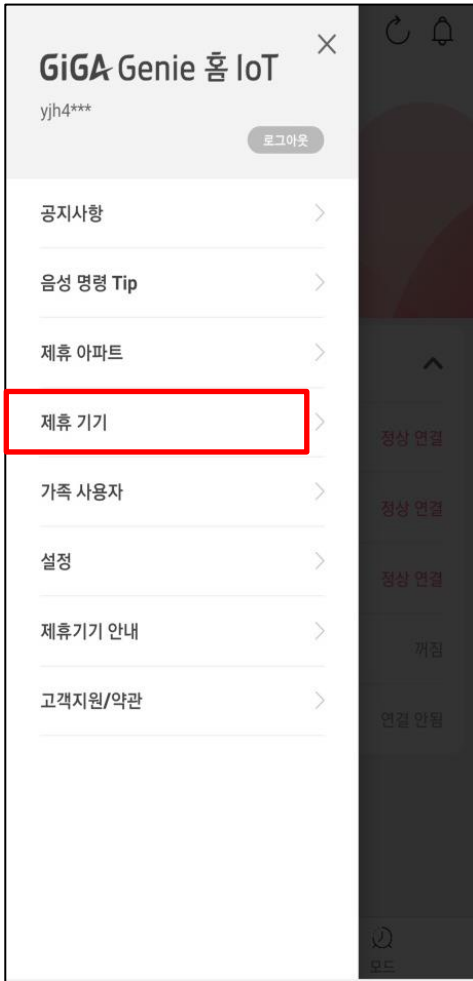 GiGA Genie 홈 IoT
yjh4***
로그아웃
공지사항
음성 명령 Tip
제휴 아파트
제휴 기기
가족 사용자
설정
제휴기기 안내
고객지원/약관
정상 연결
정상 연결
정상 연결
꺼짐
연결 안됨
모드